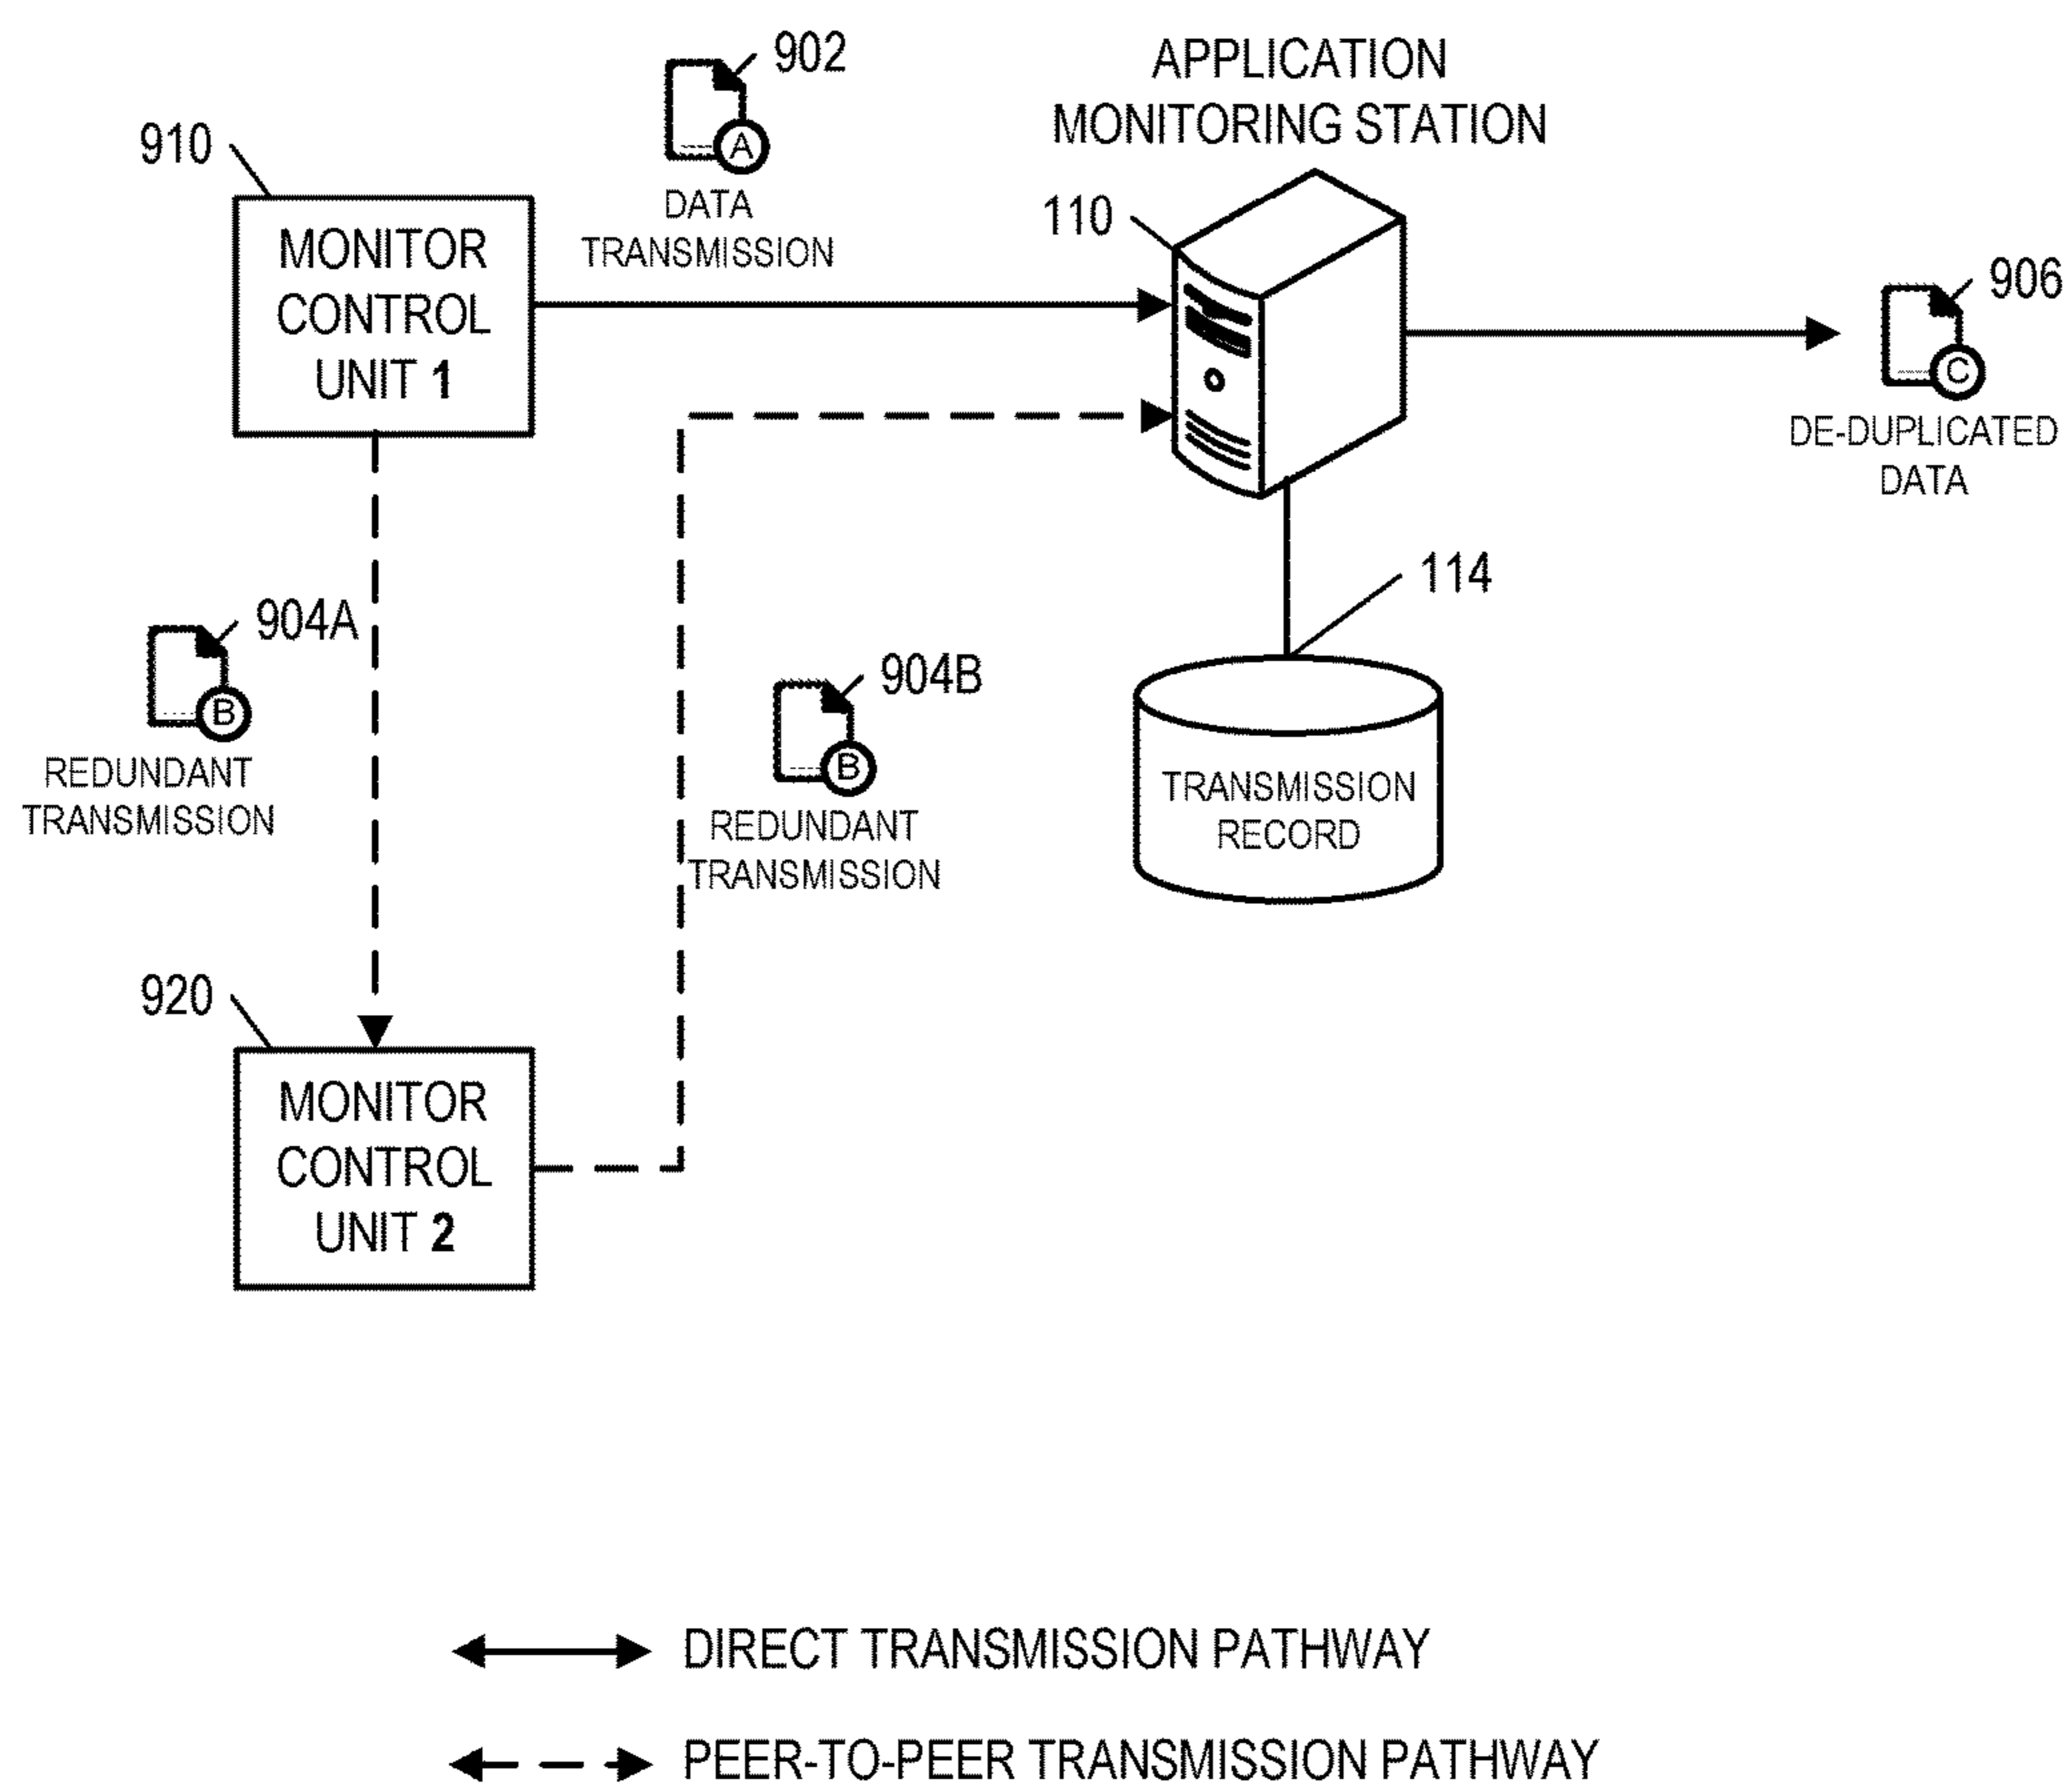 902
A
DATA
TRANSMISSION
APPLICATION
MONITORING STATION
910
MONITOR
CONTROL
UNIT 1
110
906
C
DE-DUPLICATED
DATA
904A
B
REDUNDANT
TRANSMISSION
904B
B
REDUNDANT
TRANSMISSION
114
TRANSMISSION
RECORD
920
MONITOR
CONTROL
UNIT 2
DIRECT TRANSMISSION PATHWAY
PEER-TO-PEER TRANSMISSION PATHWAY